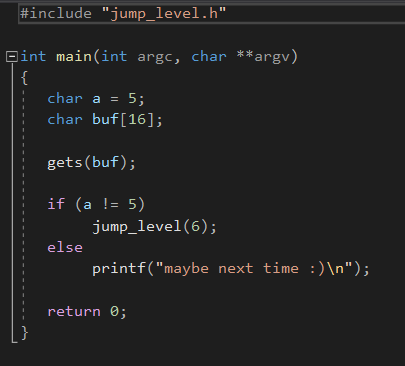 #include "jump_level.h"
int main(int argc, char **argv)
{
char a = 5;
char buf[16];
gets(buf);
if (a != 5)
jump_level(6);
else
printf("maybe next time :)\n");
return 0;
}